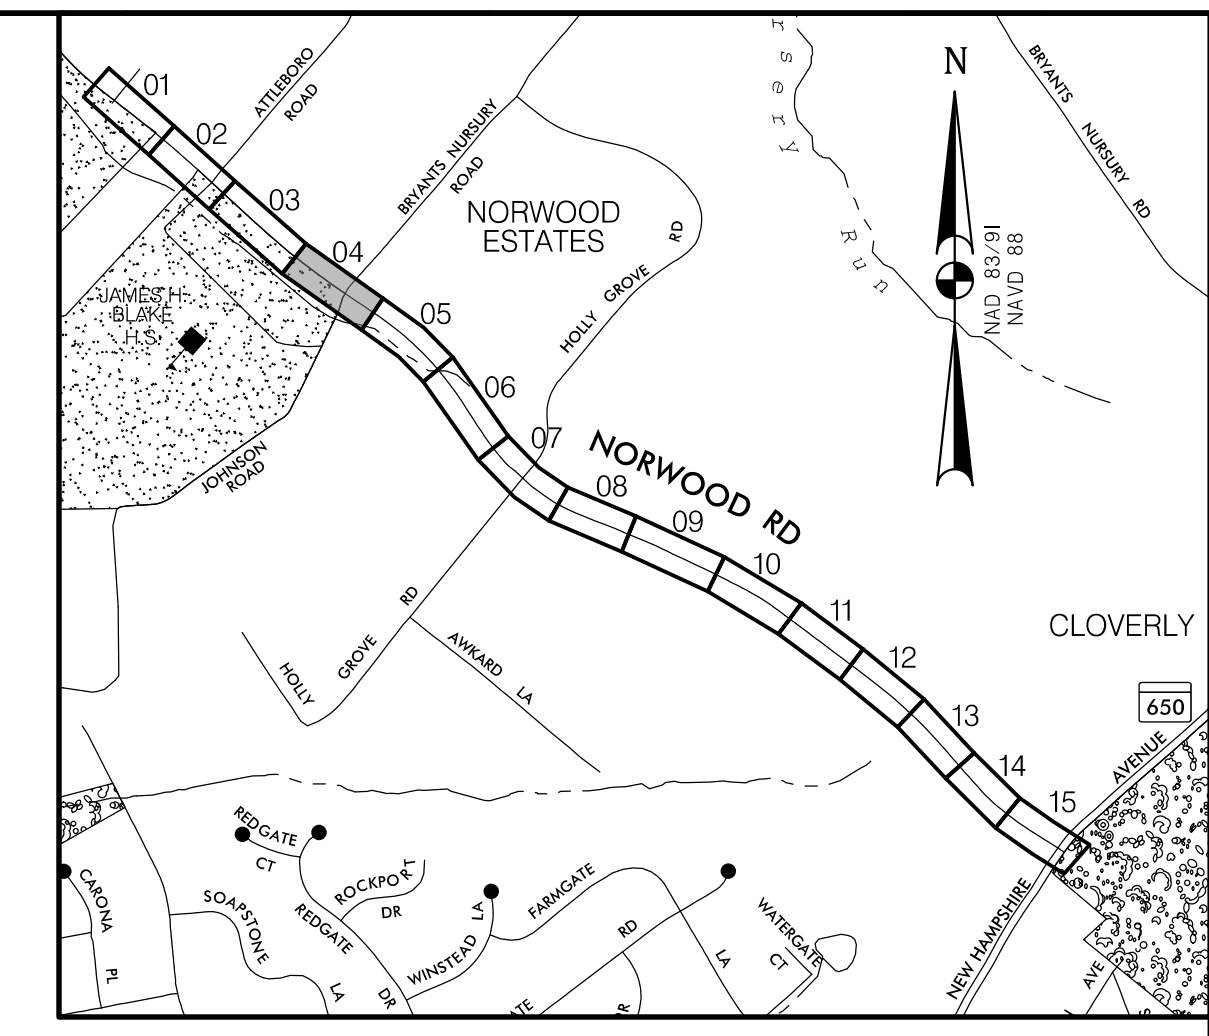 01
02
03
04
05
06
07
08
09
10
11
12
13
14
15
ATTLEBORO
ROAD
BRYANTS NURSURY
ROAD
NORWOOD
ESTATES
HOLLY GROVE RD
rsery
Run
N
NAD 83/91
NAVD 88
BRYANTS NURSURY RD
JAMES H.
BLAKE
H.S.
JOHNSON
ROAD
NORWOOD RD
CLOVERLY
650
HOLLY GROVE RD
AWKARD LA
NEW HAMPSHIRE AVENUE
REDGATE
CT
ROCKPORT
DR
SOAPSTONE LA
REDGATE DR
WINSTEAD LA
FARMGATE LA
RD
WATERGATE
CT
CARONA PL
ATE
AVE